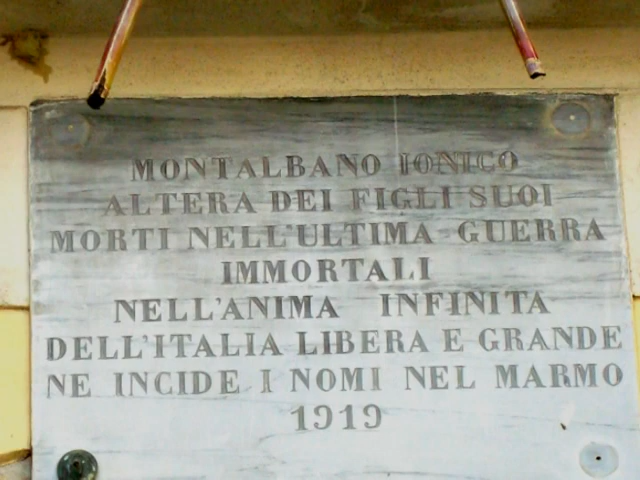 MONTALBANO IONICO
ALTERA DEI FIGLI SUOI
MORTI NELL'ULTIMA GUERRA
IMMORTALI
NELL'ANIMA INFINITA
DELL'ITALIA LIBERA E GRANDE
NE INCIDE I NOMI NEL MARMO
1919